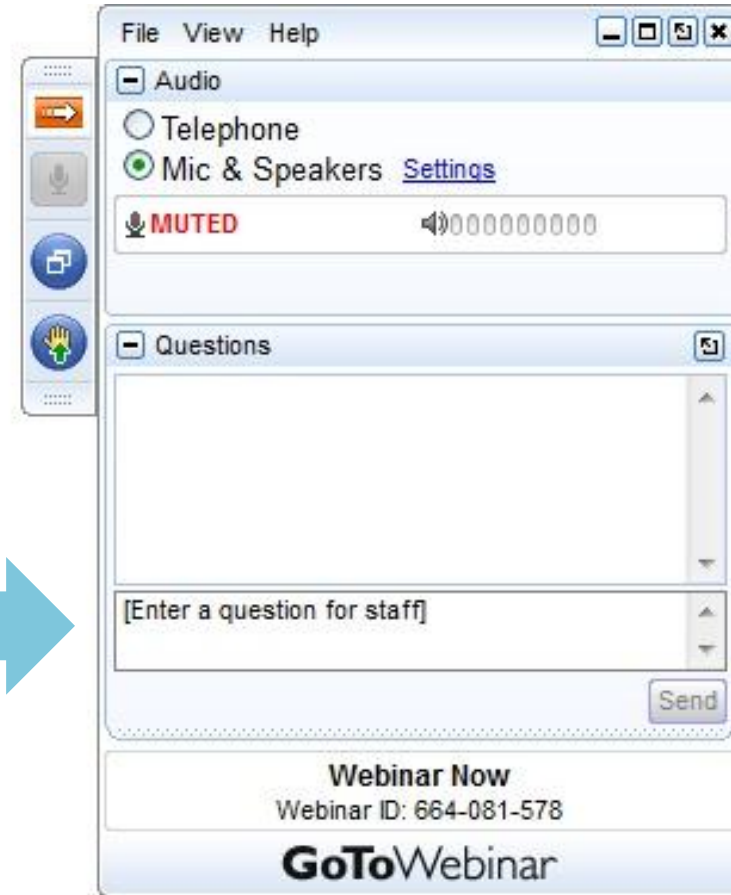 File View Help
Audio
Telephone
Mic & Speakers Settings
MUTED
Questions
[Enter a question for staff]
Send
Webinar Now
Webinar ID: 664-081-578
GoToWebinar